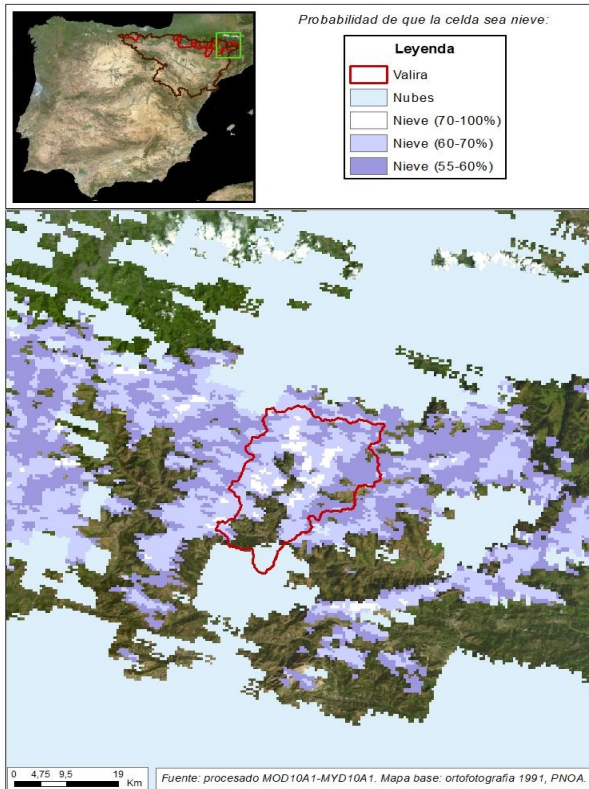 Probabilidad de que la celda sea nieve:
Leyenda
Valira
Nubes
Nieve (70-100%)
Nieve (60-70%)
Nieve (55-60%)
0 4,75 9,5 19
Km
Fuente: procesado MOD10A1-MYD10A1. Mapa base: ortofotografia 1991, PNOA.